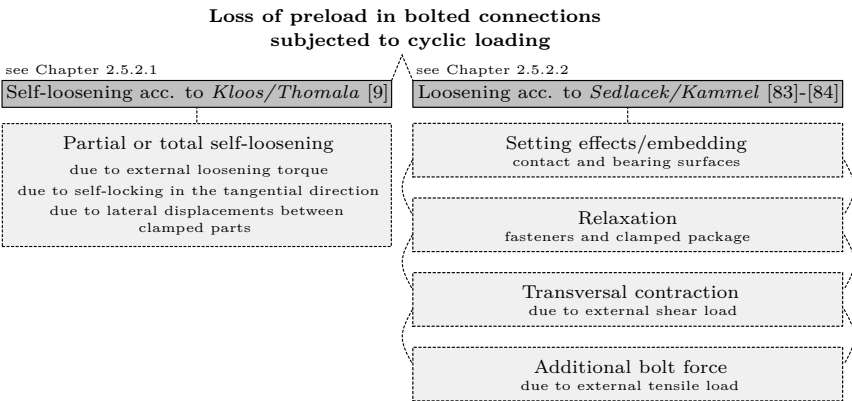 Loss of preload in bolted connections
subjected to cyclic loading
see Chapter 2.5.2.1
Self-loosening acc. to Kloos/Thomala [9]
Partial or total self-loosening
due to external loosening torque
due to self-locking in the tangential direction
due to lateral displacements between
clamped parts
see Chapter 2.5.2.2
Loosening acc. to Sedlacek/Kammel [83]-[84]
Setting effects/embedding
contact and bearing surfaces
Relaxation
fasteners and clamped package
Transversal contraction
due to external shear load
Additional bolt force
due to external tensile load